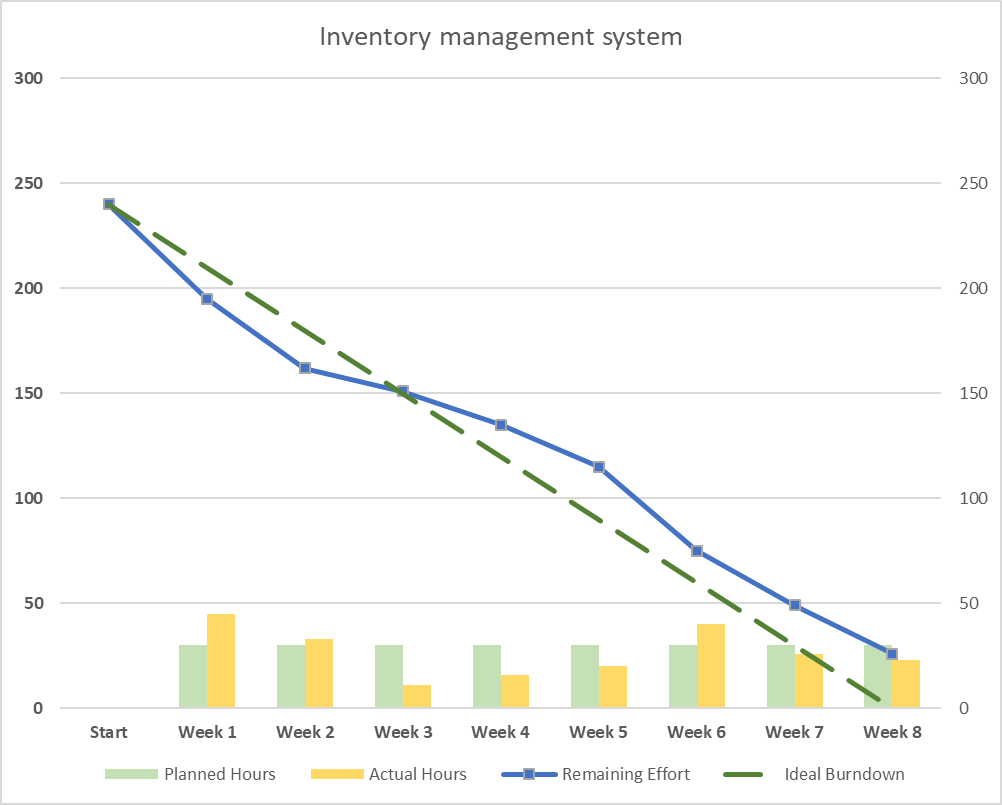 Inventory management system
300 300
250 250
200 200
150 150
100 100
50 50
0 0
Start Week 1 Week 2 Week 3 Week 4 Week 5 Week 6 Week 7 Week 8
Planned Hours Actual Hours Remaining Effort Ideal Burndown